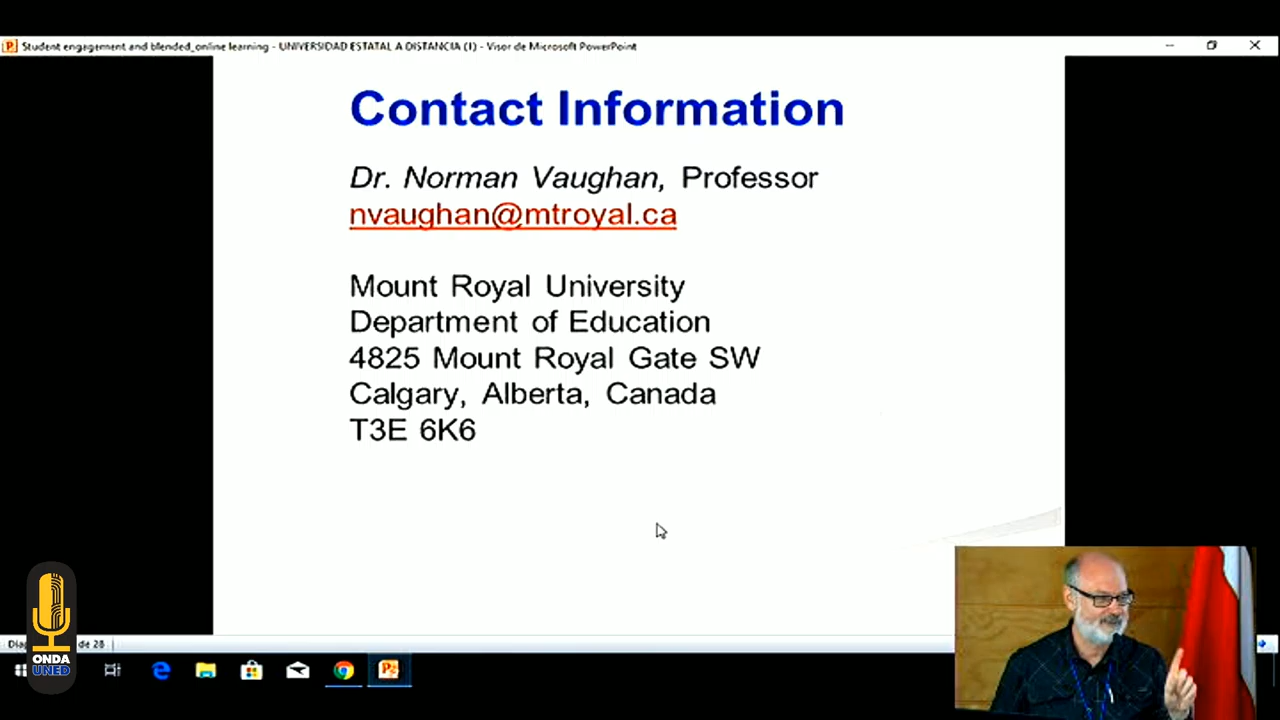 Student engagement and blended_online learning - UNIVERSIDAD ESTATAL A DISTANCIA (1) - Visor de Microsoft PowerPoint
Contact Information
Dr. Norman Vaughan, Professor
nvaughan@mtroyal.ca
Mount Royal University
Department of Education
4825 Mount Royal Gate SW
Calgary, Alberta, Canada
T3E 6K6
de 28
ONDA
UNED